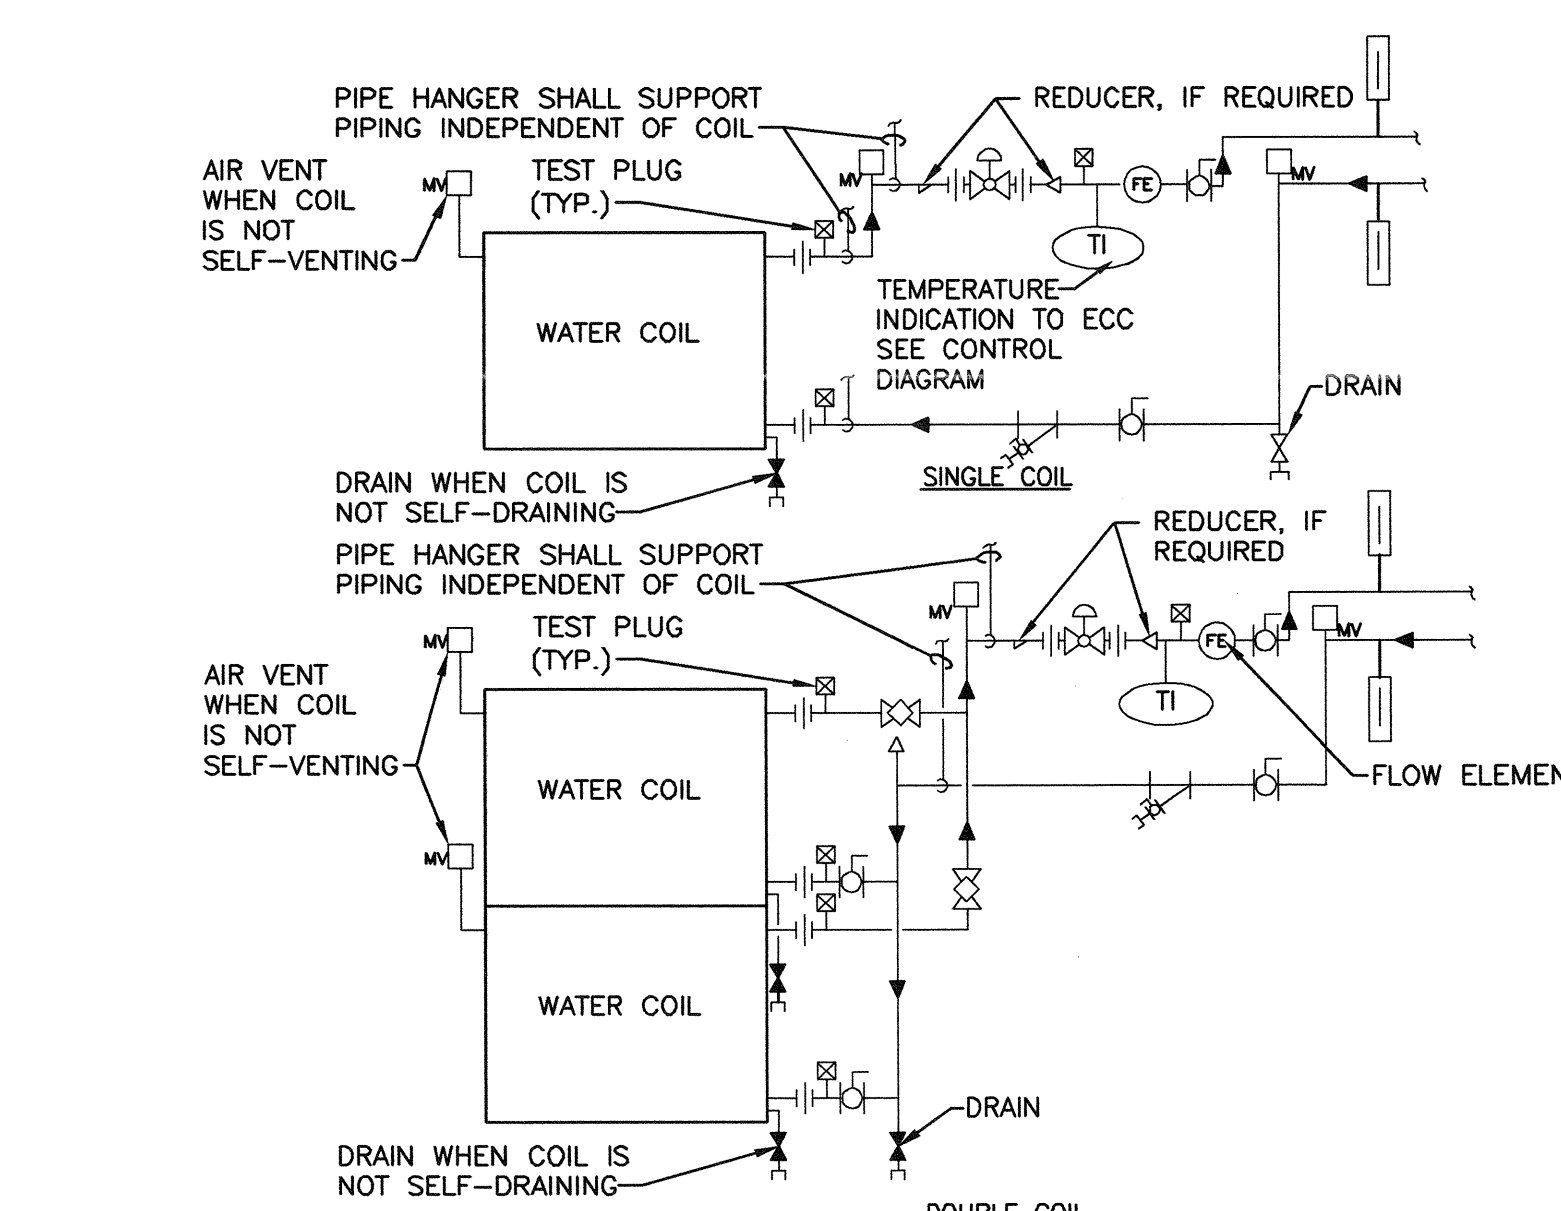 PIPE HANGER SHALL SUPPORT
PIPING INDEPENDENT OF COIL
REDUCER, IF REQUIRED
AIR VENT
WHEN COIL
IS NOT
SELF-VENTING
MV
TEST PLUG
(TYP.)
MV
FE
MV
TI
WATER COIL
TEMPERATURE
INDICATION TO ECC
SEE CONTROL
DIAGRAM
DRAIN
DRAIN WHEN COIL IS
NOT SELF-DRAINING
SINGLE COIL
PIPE HANGER SHALL SUPPORT
PIPING INDEPENDENT OF COIL
REDUCER, IF
REQUIRED
MV
TEST PLUG
(TYP.)
MV
FE
MV
TI
AIR VENT
WHEN COIL
IS NOT
SELF-VENTING
WATER COIL
FLOW ELEMEN
MV
WATER COIL
DRAIN
DRAIN WHEN COIL IS
NOT SELF-DRAINING
DOUBLE COIL